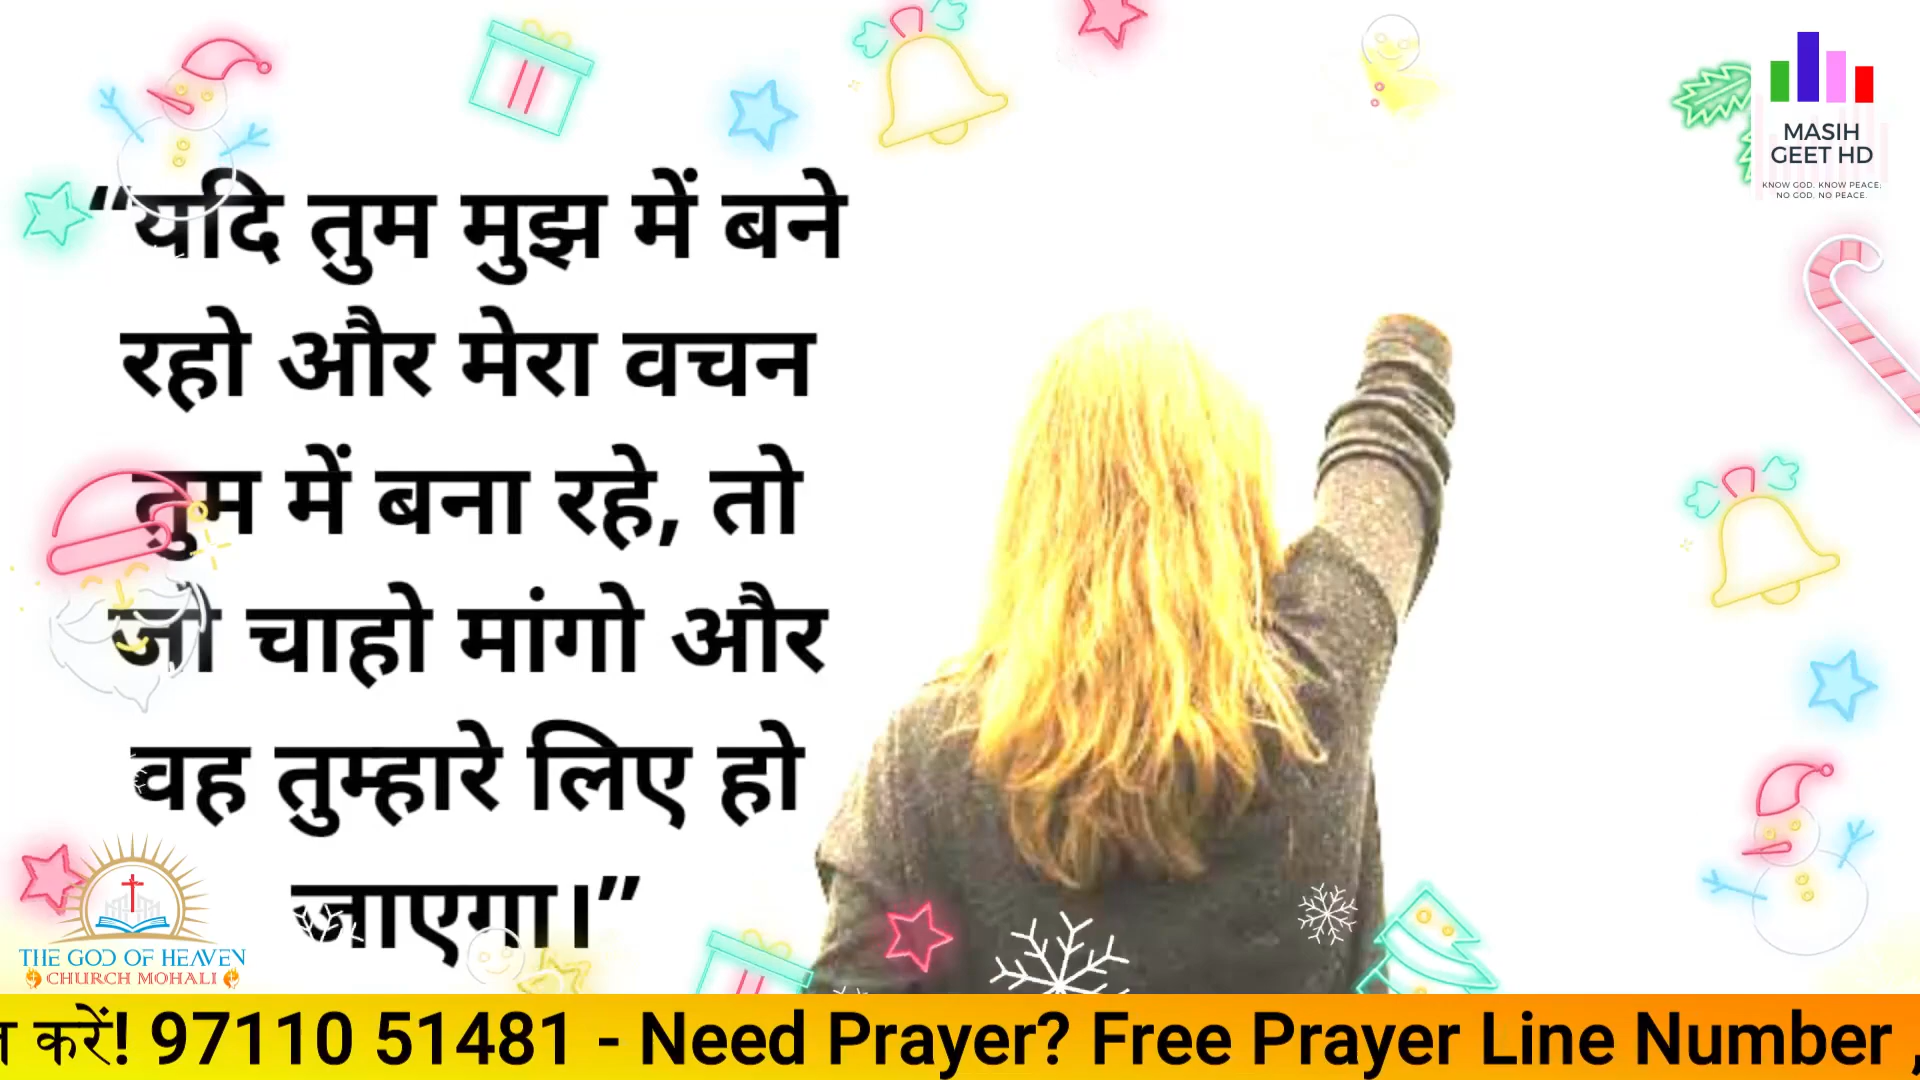 “यदि तुम मुझ में बने
रहो और मेरा वचन
तुम में बना रहे, तो
जो चाहो मांगो और
वह तुम्हारे लिए हो
जाएगा।”
MASIH
GEET HD
KNOW GOD, KNOW PEACE;
NO GOD, NO PEACE.
THE GOD OF HEAVEN
CHURCH MOHALI
करें! 97110 51481 - Need Prayer? Free Prayer Line Number ,